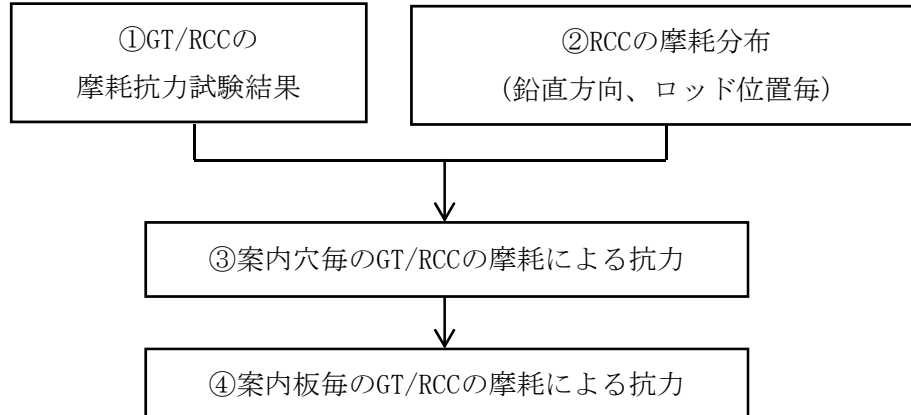 ①GT/RCCの
摩耗抗力試験結果
②RCCの摩耗分布
(鉛直方向、ロッド位置毎)
③案内穴毎のGT/RCCの摩耗による抗力
④案内板毎のGT/RCCの摩耗による抗力